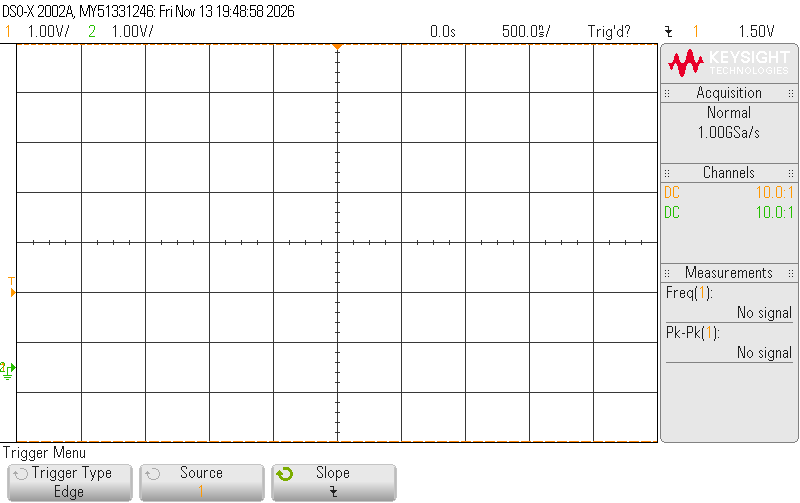 DSO-X 2002A, MY51331246: Fri Nov 13 19:48:58 2026
1 1.00V/ 2 1.00V/ 0.0s 500.0ns/ Trig'd? 1 1.50V
KEYSIGHT
TECHNOLOGIES
Acquisition
Normal
1.00GSa/s
Channels
DC 10.0:1
DC 10.0:1
T
2
Measurements
Freq(1):
No signal
Pk-Pk(1):
No signal
Trigger Menu
Trigger Type Source Slope
Edge 1